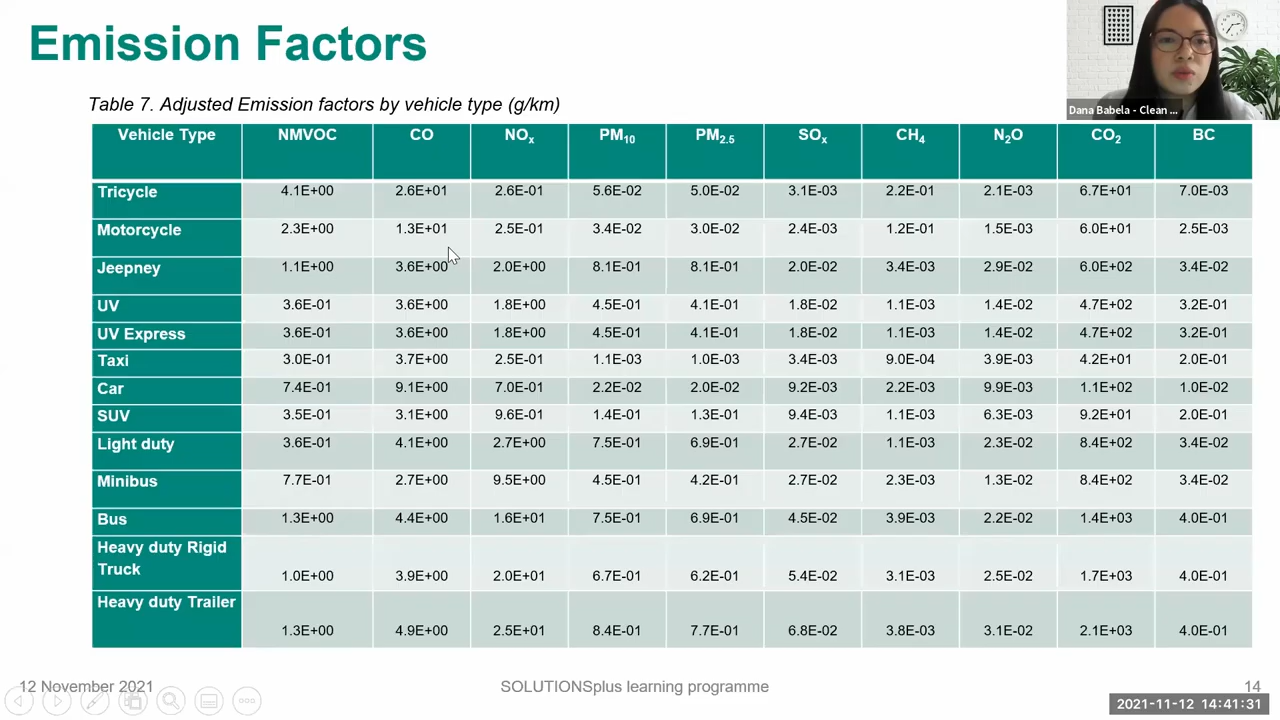 Emission Factors
Dana Babela - Clean ...
Table 7. Adjusted Emission factors by vehicle type (g/km)
Vehicle Type NMVOC CO NOx PM10 PM2.5 SOx CH4 N2O CO2 BC
Tricycle 4.1E+00 2.6E+01 2.6E-01 5.6E-02 5.0E-02 3.1E-03 2.2E-01 2.1E-03 6.7E+01 7.0E-03
Motorcycle 2.3E+00 1.3E+01 2.5E-01 3.4E-02 3.0E-02 2.4E-03 1.2E-01 1.5E-03 6.0E+01 2.5E-03
Jeepney 1.1E+00 3.6E+00 2.0E+00 8.1E-01 8.1E-01 2.0E-02 3.4E-03 2.9E-02 6.0E+02 3.4E-02
UV 3.6E-01 3.6E+00 1.8E+00 4.5E-01 4.1E-01 1.8E-02 1.1E-03 1.4E-02 4.7E+02 3.2E-01
UV Express 3.6E-01 3.6E+00 1.8E+00 4.5E-01 4.1E-01 1.8E-02 1.1E-03 1.4E-02 4.7E+02 3.2E-01
Taxi 3.0E-01 3.7E+00 2.5E-01 1.1E-03 1.0E-03 3.4E-03 9.0E-04 3.9E-03 4.2E+01 2.0E-01
Car 7.4E-01 9.1E+00 7.0E-01 2.2E-02 2.0E-02 9.2E-03 2.2E-03 9.9E-03 1.1E+02 1.0E-02
SUV 3.5E-01 3.1E+00 9.6E-01 1.4E-01 1.3E-01 9.4E-03 1.1E-03 6.3E-03 9.2E+01 2.0E-01
Light duty 3.6E-01 4.1E+00 2.7E+00 7.5E-01 6.9E-01 2.7E-02 1.1E-03 2.3E-02 8.4E+02 3.4E-02
Minibus 7.7E-01 2.7E+00 9.5E+00 4.5E-01 4.2E-01 2.7E-02 2.3E-03 1.3E-02 8.4E+02 3.4E-02
Bus 1.3E+00 4.4E+00 1.6E+01 7.5E-01 6.9E-01 4.5E-02 3.9E-03 2.2E-02 1.4E+03 4.0E-01
Heavy duty Rigid
Truck 1.0E+00 3.9E+00 2.0E+01 6.7E-01 6.2E-01 5.4E-02 3.1E-03 2.5E-02 1.7E+03 4.0E-01
Heavy duty Trailer 1.3E+00 4.9E+00 2.5E+01 8.4E-01 7.7E-01 6.8E-02 3.8E-03 3.1E-02 2.1E+03 4.0E-01
12 November 2021 SOLUTIONSplus learning programme 14
2021-11-12 14:41:31